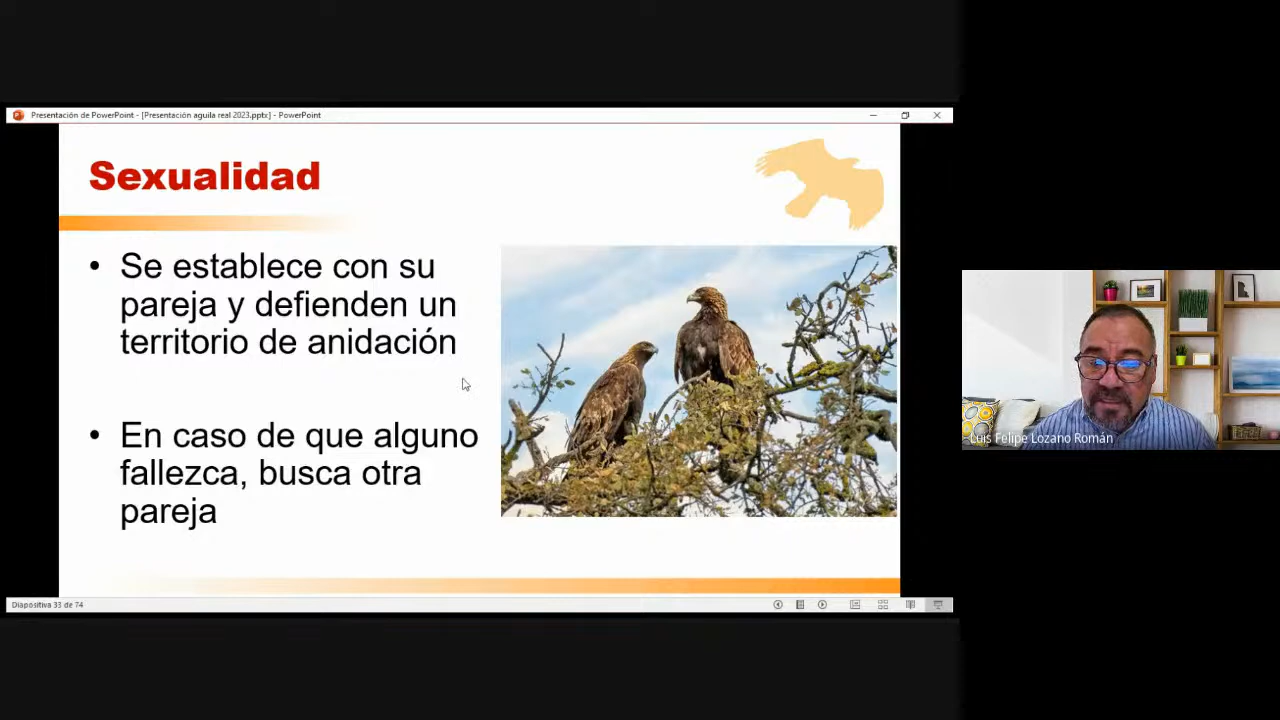 Presentación de PowerPoint - [Presentación aguila real 2023.pptx] - PowerPoint
Sexualidad
• Se establece con su
pareja y defienden un
territorio de anidación
• En caso de que alguno
fallezca, busca otra
pareja
Luis Felipe Lozano Román
Diapositiva 33 de 74